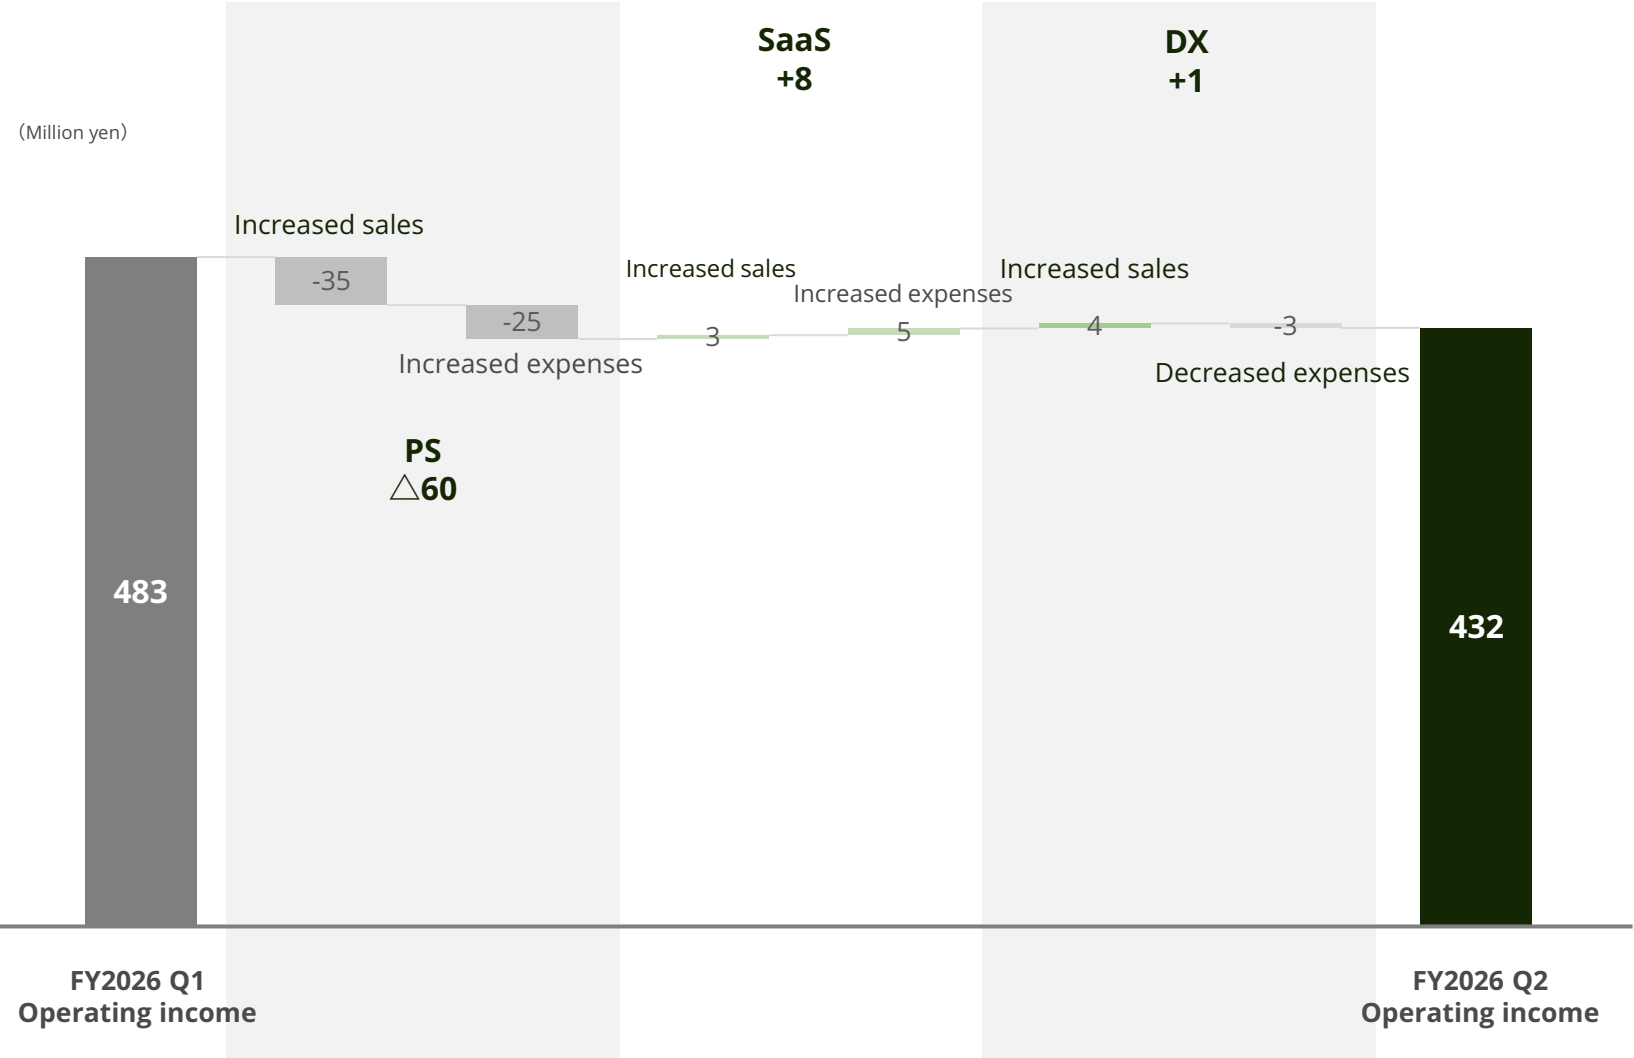 SaaS
+8
DX
+1
（Million yen）
Increased sales
-35
-25
Increased expenses
PS
△60
Increased sales
Increased expenses
3
5
Increased sales
4
-3
Decreased expenses
483
432
FY2026 Q1
Operating income
FY2026 Q2
Operating income